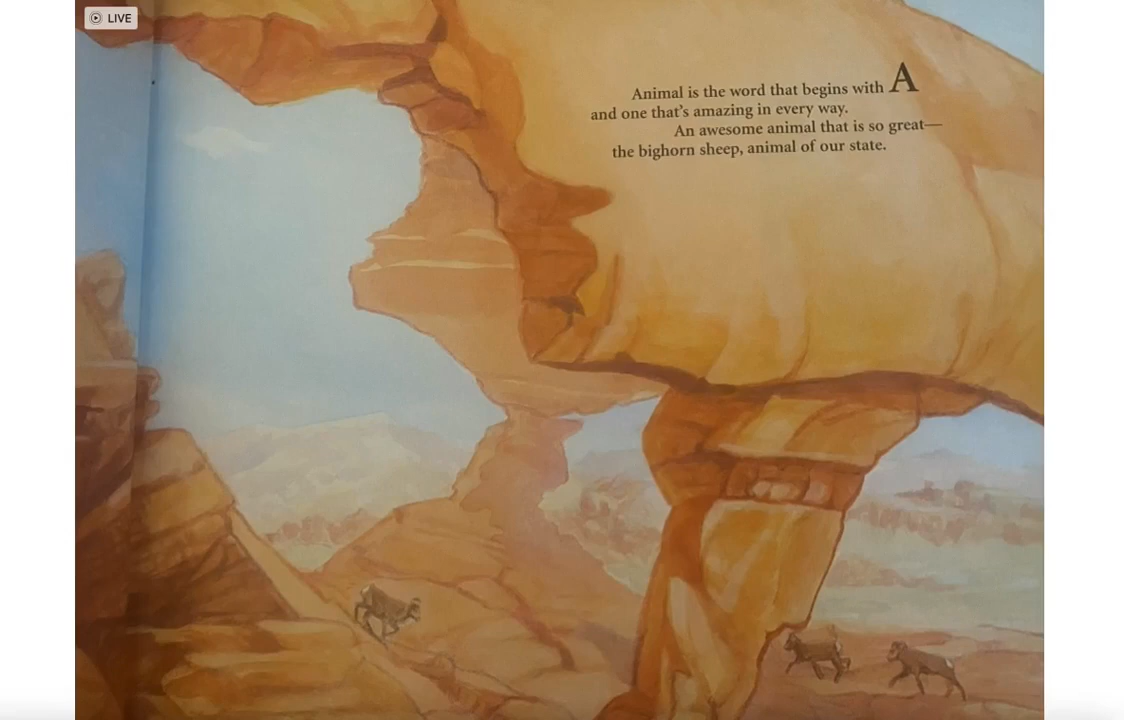 LIVE
Animal is the word that begins with A
and one that's amazing in every way.
An awesome animal that is so great—
the bighorn sheep, animal of our state.